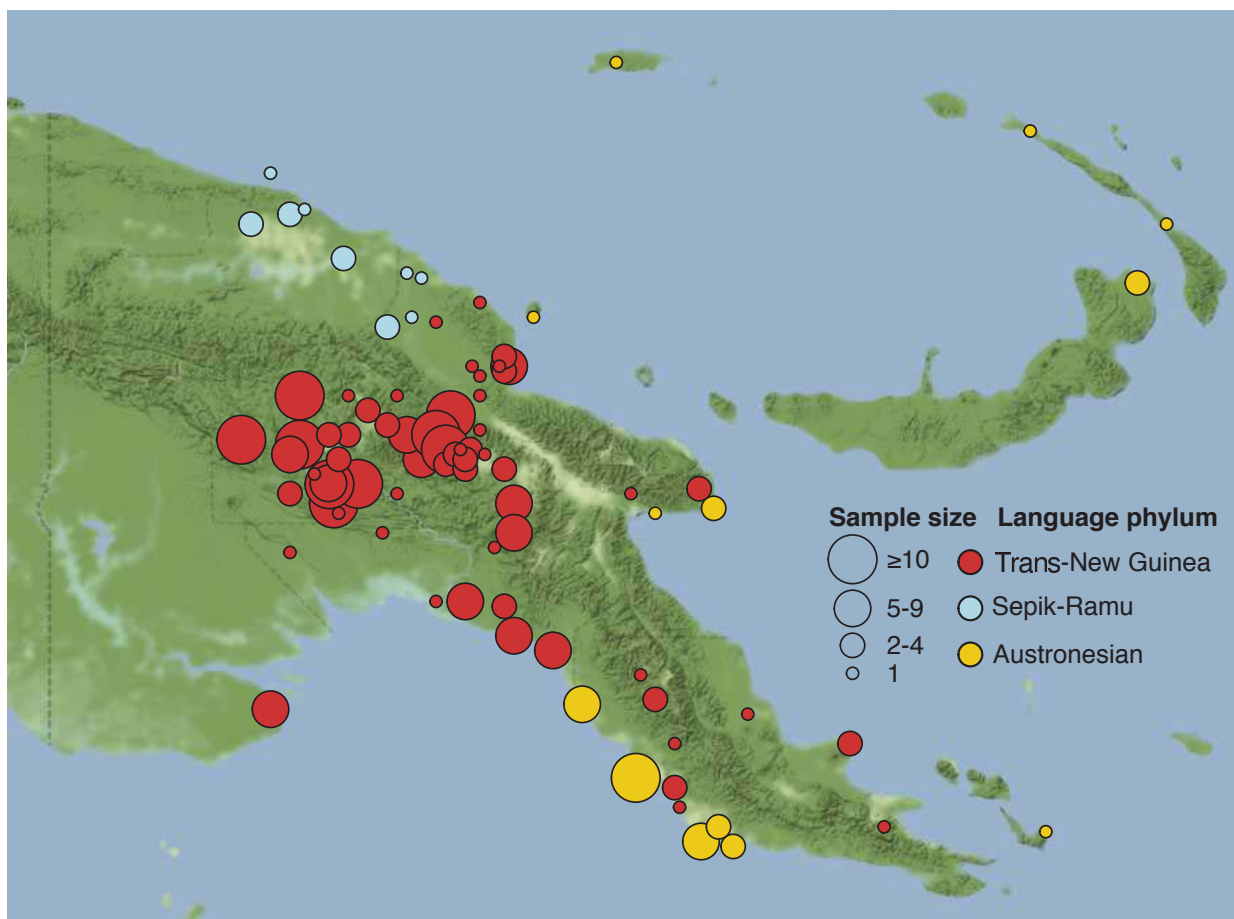 Sample size Language phylum
≥10 Trans-New Guinea
5-9 Sepik-Ramu
2-4 Austronesian
1